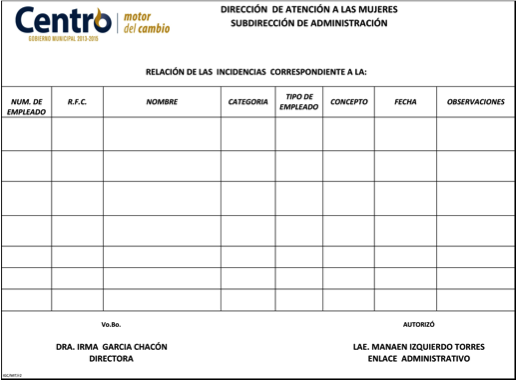 Centro
motor
del cambio
GOBIERNO MUNICIPAL 2013-2015
DIRECCIÓN DE ATENCIÓN A LAS MUJERES
SUBDIRECCIÓN DE ADMINISTRACIÓN
RELACIÓN DE LAS INCIDENCIAS CORRESPONDIENTE A LA:
NUM. DE EMPLEADO R.F.C. NOMBRE CATEGORIA TIPO DE EMPLEADO CONCEPTO FECHA OBSERVACIONES
Vo.Bo. AUTORIZÓ
DRA. IRMA GARCIA CHACÓN LAE. MANAEN IZQUIERDO TORRES
DIRECTORA ENLACE ADMINISTRATIVO